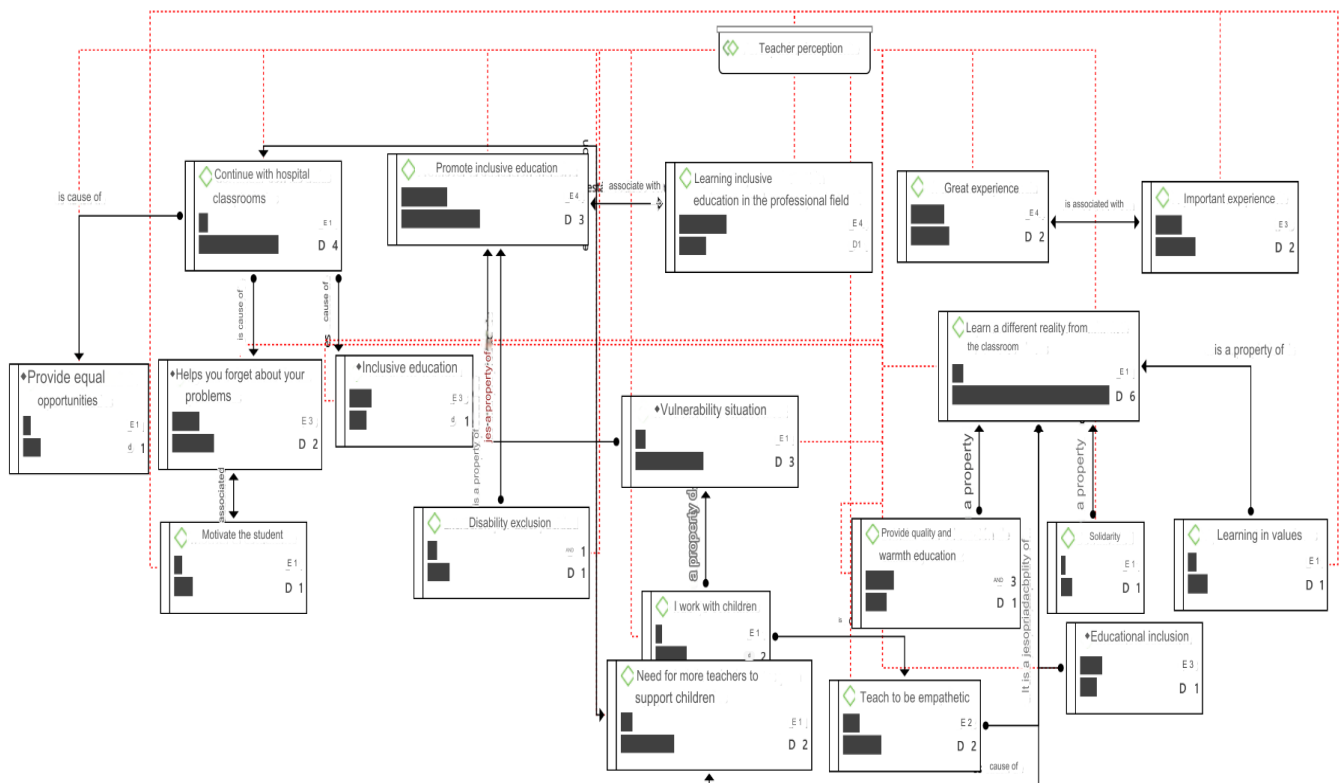 Teacher perception
Continue with hospital
classrooms
E 1
D 4
Promote inclusive education
E 4
D 3
associate with
Learning inclusive
education in the professional field
E 4
D1
Great experience
E 4
D 2
is associated with
Important experience
E 3
D 2
is cause of
is cause of
cause of
Provide equal
opportunities
E 1
d 1
Helps you forget about your
problems
E 3
D 2
Inclusive education
E 3
d 1
is a property of
Vulnerability situation
E 1
D 3
Learn a different reality from
the classroom
E 1
D 6
is a property of
associated
Motivate the student
E 1
D 1
Disability exclusion
AND 1
D 1
a property
a property
a property
Provide quality and
warmth education
AND 3
D 1
Solidarity
E 1
D 1
Learning in values
E 1
D 1
I work with children
E 1
d 2
Need for more teachers to
support children
E 1
D 2
Teach to be empathetic
E 2
D 2
Educational inclusion
E 3
D 1
cause of